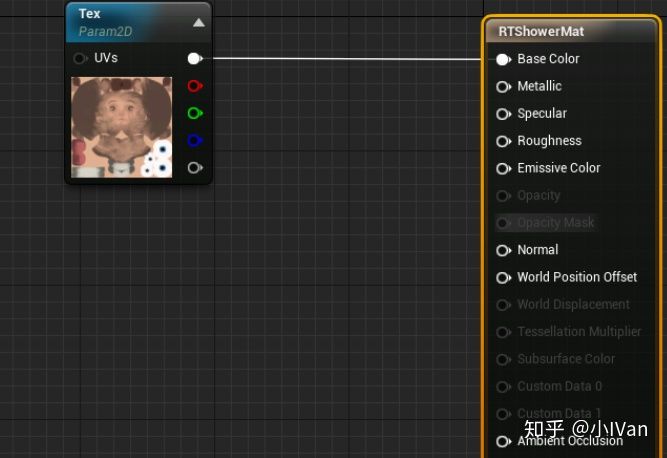 Tex
Param2D
UVs
RTShowerMat
Base Color
Metallic
Specular
Roughness
Emissive Color
Opacity
Opacity Mask
Normal
World Position Offset
World Displacement
Tessellation Multiplier
Subsurface Color
Custom Data 0
Custom Data 1
知乎 @小IVan
Ambient Occlusion